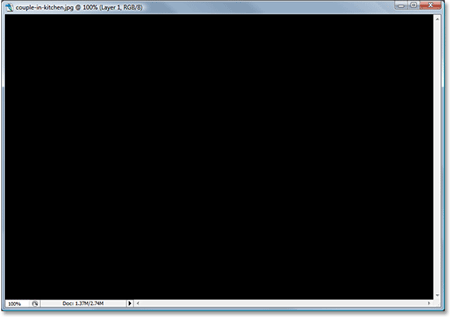 couple-in-kitchen.jpg @ 100% (Layer 1, RGB/8)
100% Doc: 1.37M/2.74M